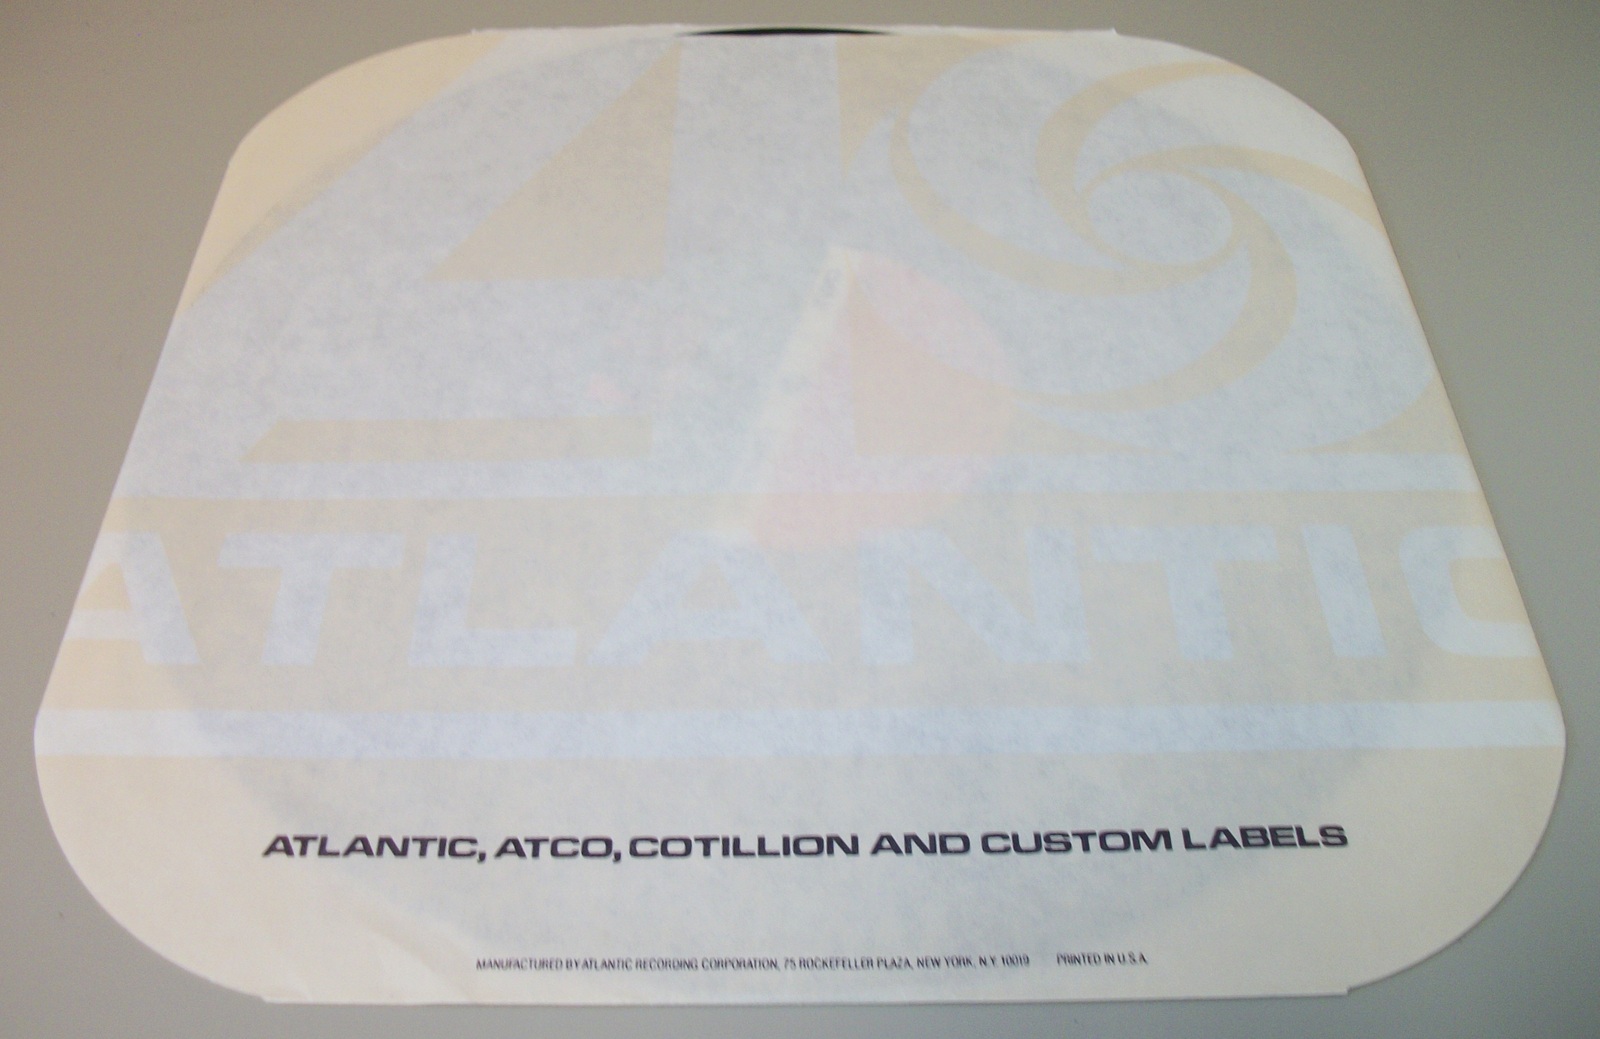 ATLANTIC
ATLANTIC, ATCO, COTILLION AND CUSTOM LABELS
MANUFACTURED BY ATLANTIC RECORDING CORPORATION, 75 ROCKEFELLER PLAZA, NEW YORK, N.Y. 10019 PRINTED IN U.S.A.